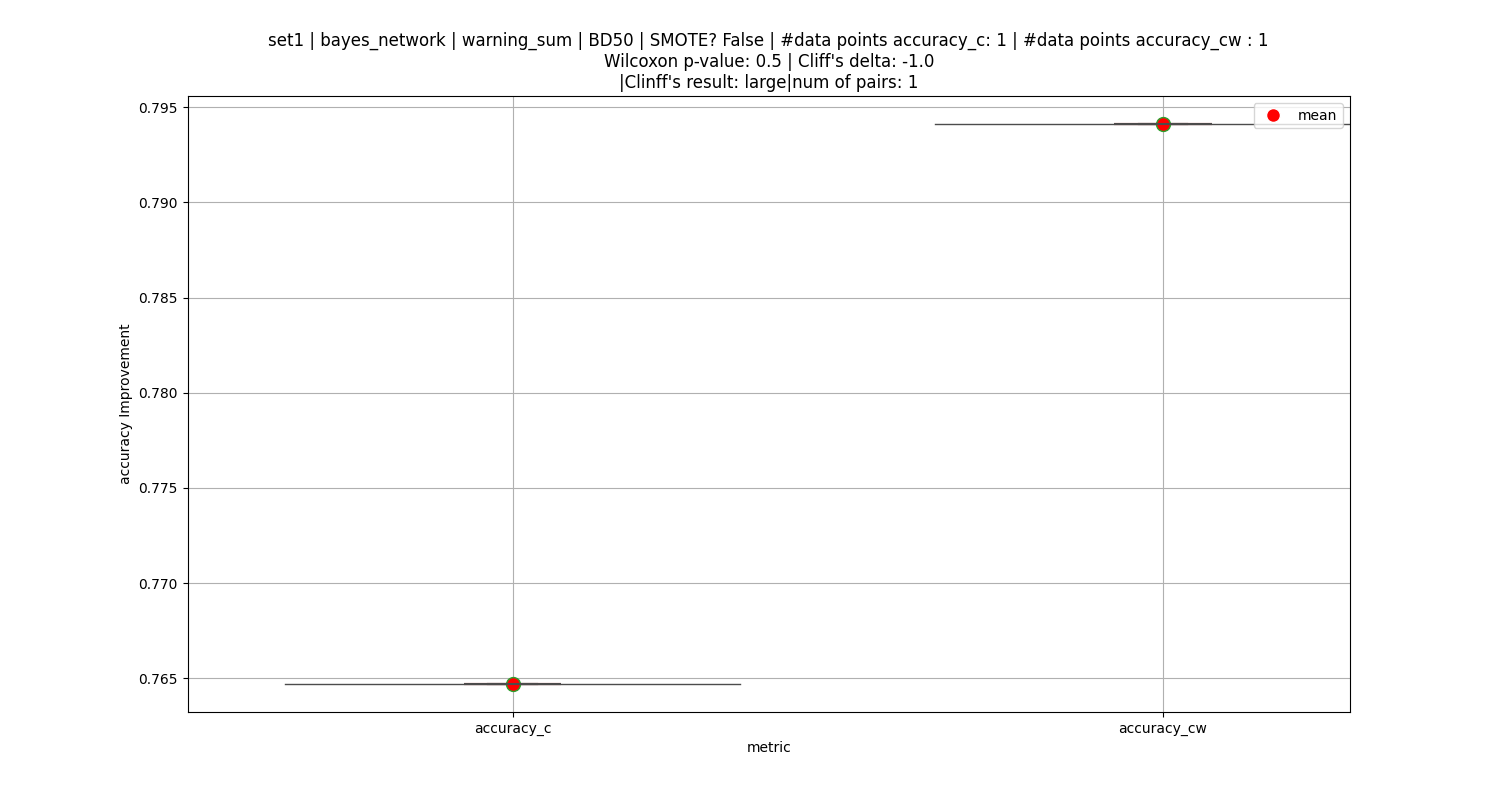 set1 | bayes_network | warning_sum | BD50 | SMOTE? False | #data points accuracy_c: 1 | #data points accuracy_cw : 1
Wilcoxon p-value: 0.5 | Cliff's delta: -1.0
|Clinff's result: large|num of pairs: 1
mean
0.795
0.790
0.785
0.780
0.775
0.770
0.765
accuracy Improvement
accuracy_c
accuracy_cw
metric